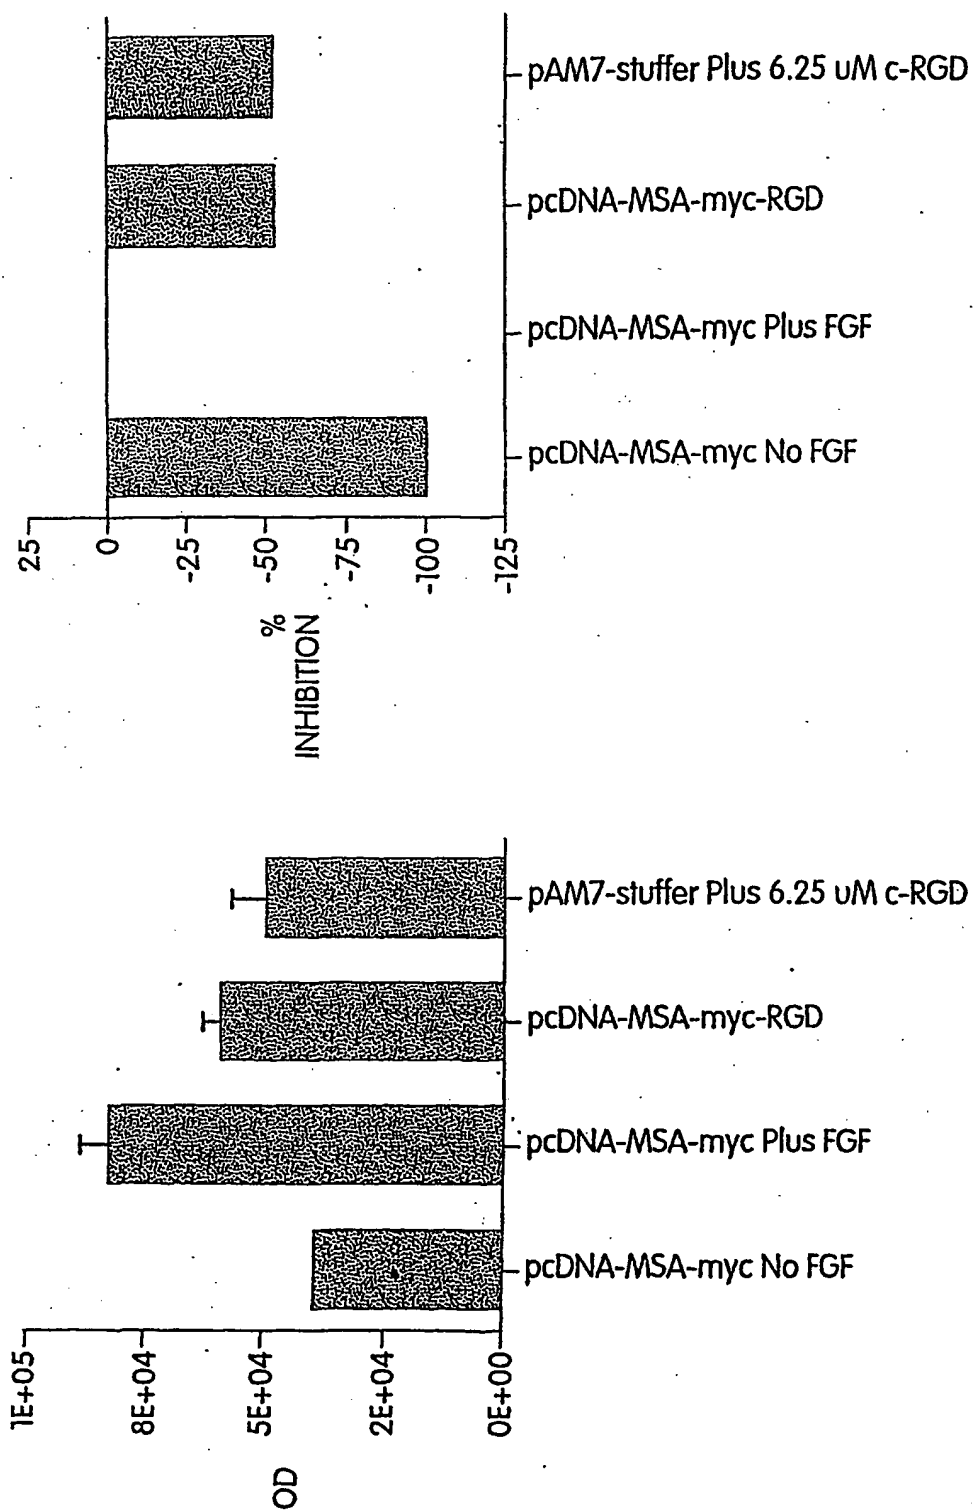 25
0
-25
-50
-75
-100
-125
%
INHIBITION
pAM7-stuffer Plus 6.25 uM c-RGD
pcDNA-MSA-myc-RGD
pcDNA-MSA-myc Plus FGF
pcDNA-MSA-myc No FGF
1E+05
8E+04
5E+04
2E+04
0E+00
OD
pAM7-stuffer Plus 6.25 uM c-RGD
pcDNA-MSA-myc-RGD
pcDNA-MSA-myc Plus FGF
pcDNA-MSA-myc No FGF